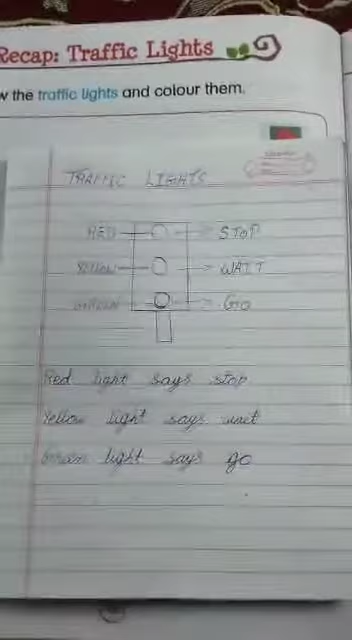 Recap: Traffic Lights
w the traffic lights and colour them.
TRAFFIC LIGHTS
RED STOP
YELLOW WAIT
GREEN GO
Red light says stop
Yellow light says wait
Green light says go